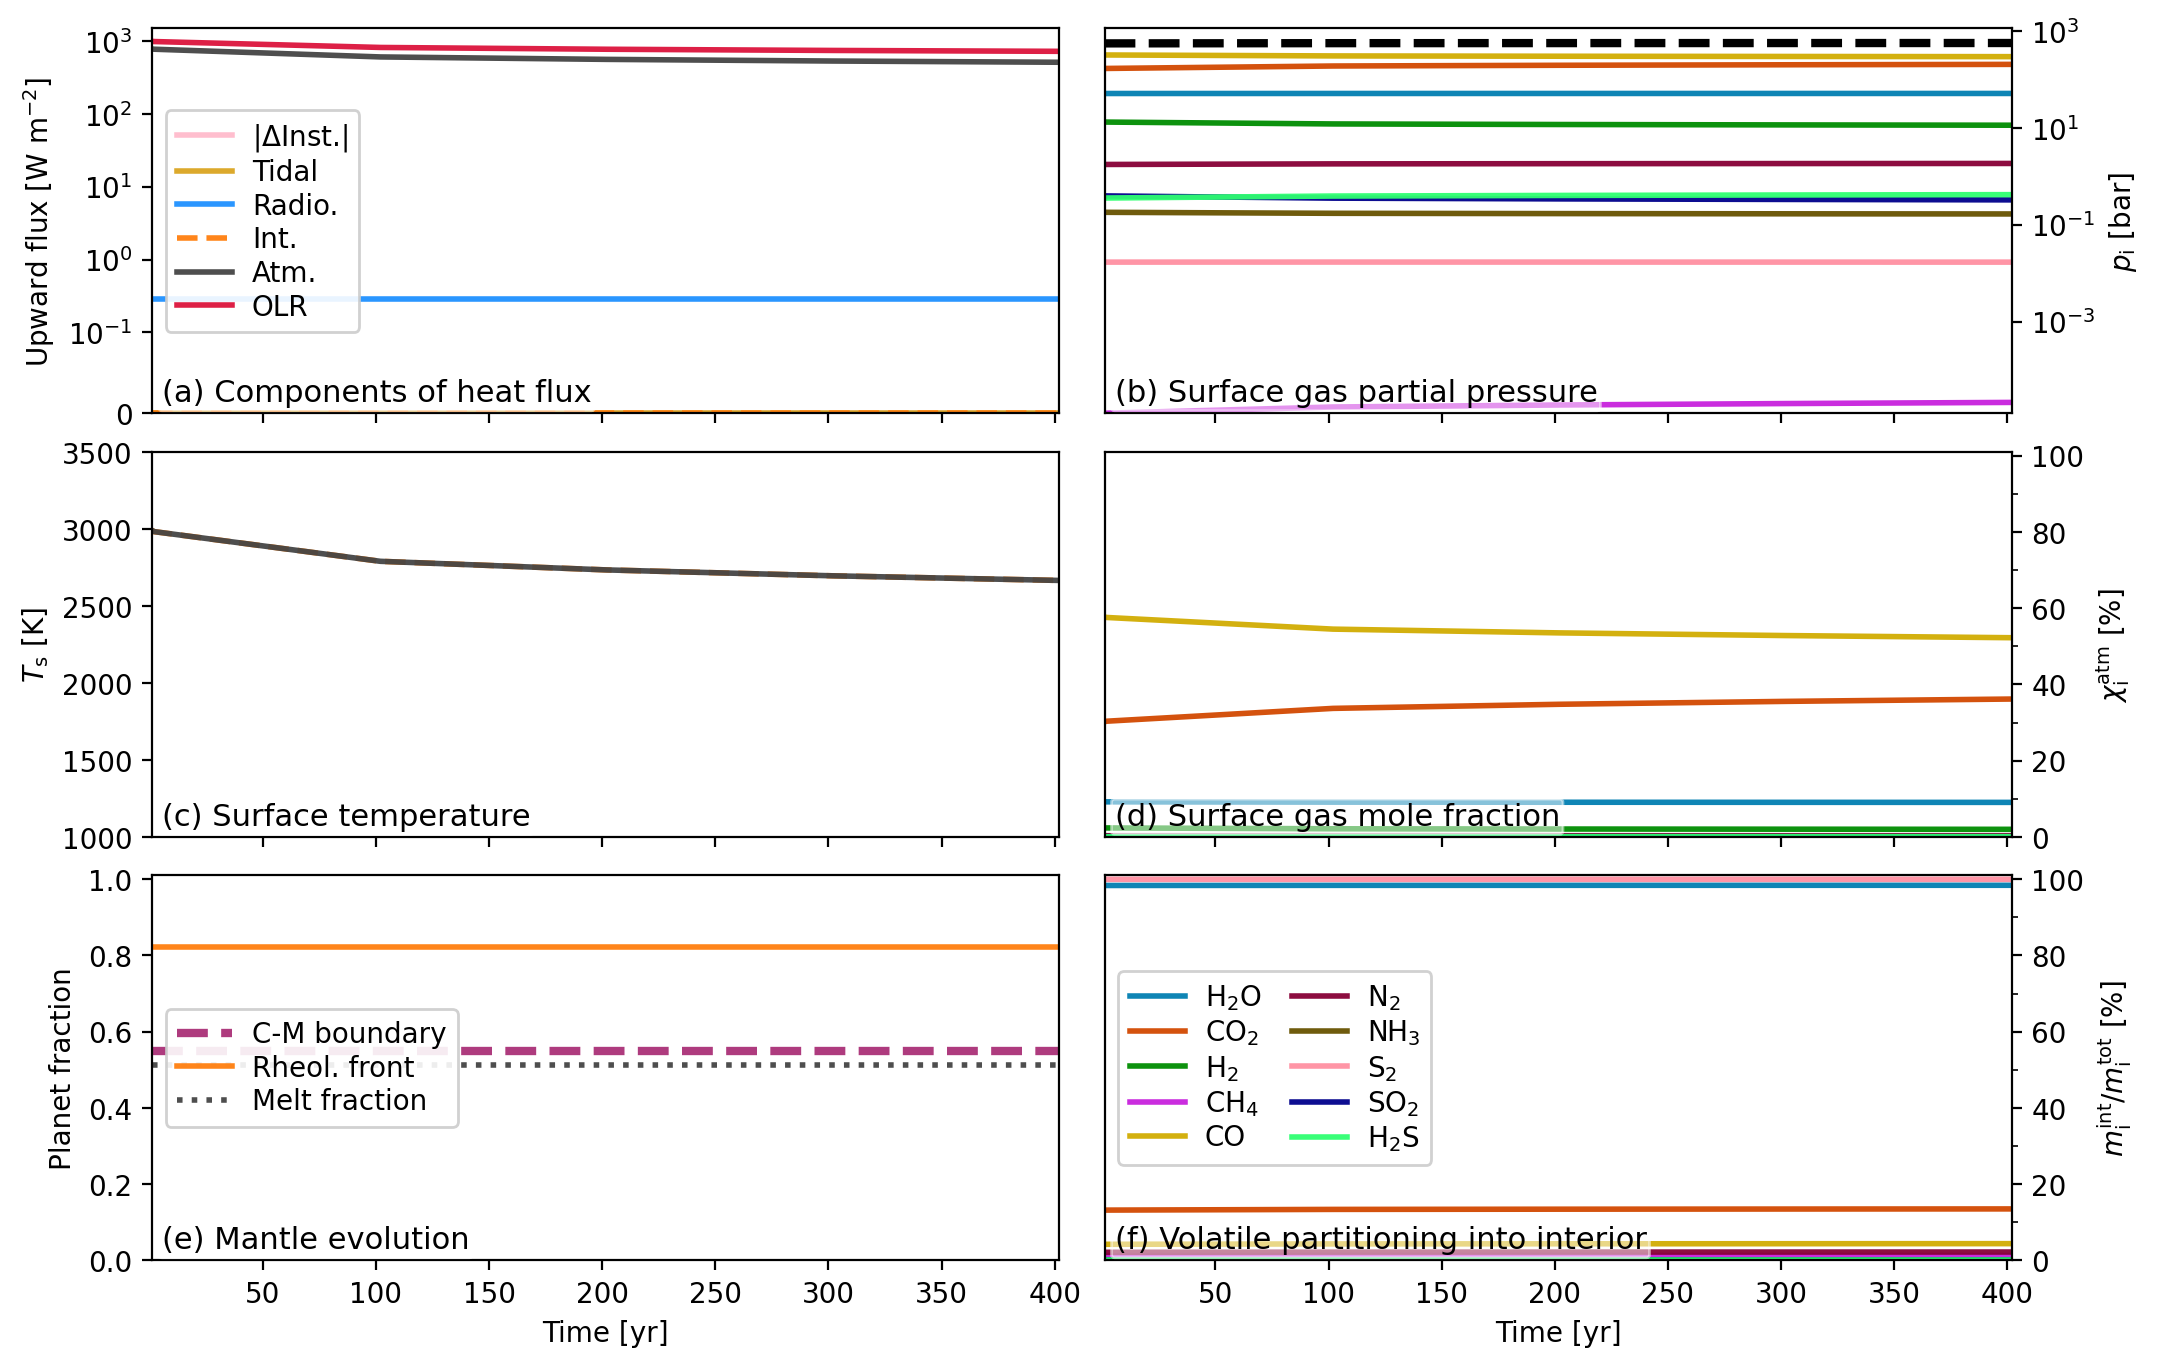 10³
10²
10¹
10⁰
10⁻¹
0
Upward flux [W m⁻²]
|ΔInst.|
Tidal
Radio.
Int.
Atm.
OLR
(a) Components of heat flux
10³
10¹
10⁻¹
10⁻³
pᵢ [bar]
(b) Surface gas partial pressure
3500
3000
2500
2000
1500
1000
Tₛ [K]
(c) Surface temperature
100
80
60
40
20
0
χᵢᵃᵗᵐ [%]
(d) Surface gas mole fraction
1.0
0.8
0.6
0.4
0.2
0.0
Planet fraction
C-M boundary
Rheol. front
Melt fraction
(e) Mantle evolution
50 100 150 200 250 300 350 400
Time [yr]
100
80
60
40
20
0
mᵢⁱⁿᵗ/mᵢᵗᵒᵗ [%]
H₂O
CO₂
H₂
CH₄
CO
N₂
NH₃
S₂
SO₂
H₂S
(f) Volatile partitioning into interior
50 100 150 200 250 300 350 400
Time [yr]